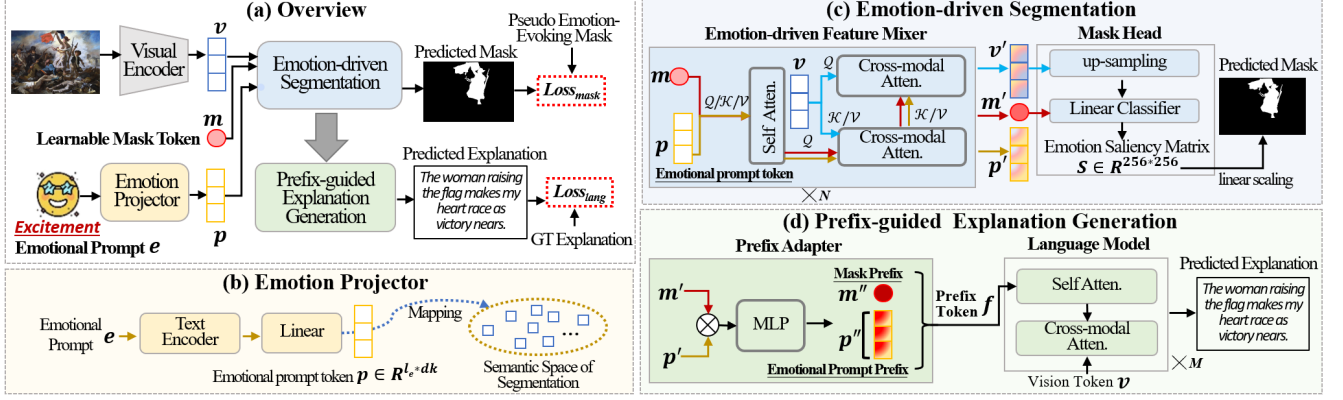 (a) Overview
Visual
Encoder
v
Emotion-driven
Segmentation
Predicted Mask
Pseudo Emotion-
Evoking Mask
Loss_mask
m
Learnable Mask Token
Emotion
Projector
p
Excitement
Emotional Prompt e
Prefix-guided
Explanation
Generation
Predicted Explanation
The woman raising
the flag makes my
heart race as
victory nears.
Loss_lang
GT Explanation
(b) Emotion Projector
Emotional
Prompt
e
Text
Encoder
Linear
Mapping
...
Emotional prompt token p ∈ R^{l_e*dk}
Semantic Space of
Segmentation
(c) Emotion-driven Segmentation
Emotion-driven Feature Mixer
m
p
Emotional prompt token
Q/K/V
Self Atten.
v
Q
K/V
Q
Cross-modal
Atten.
K/V
Cross-modal
Atten.
×N
v'
m'
p'
Mask Head
up-sampling
Linear Classifier
Emotion Saliency Matrix
S ∈ R^{256*256}
linear scaling
Predicted Mask
(d) Prefix-guided Explanation Generation
Prefix Adapter
m'
p'
MLP
Mask Prefix
m''
p''
Emotional Prompt Prefix
Prefix
Token f
Language Model
Self Atten.
Cross-modal
Atten.
×M
Vision Token v
Predicted Explanation
The woman raising
the flag makes my
heart race as
victory nears.